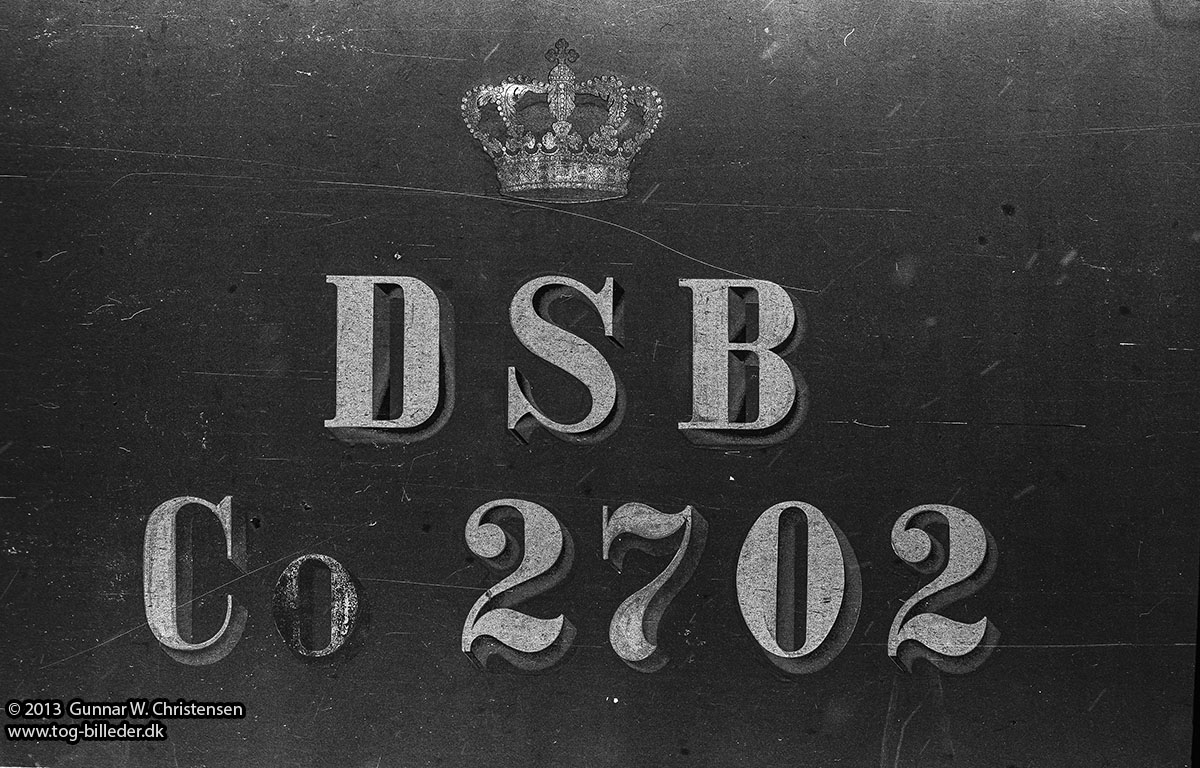 DSB
Co 2702
© 2013 Gunnar W. Christensen
www.tog-billeder.dk